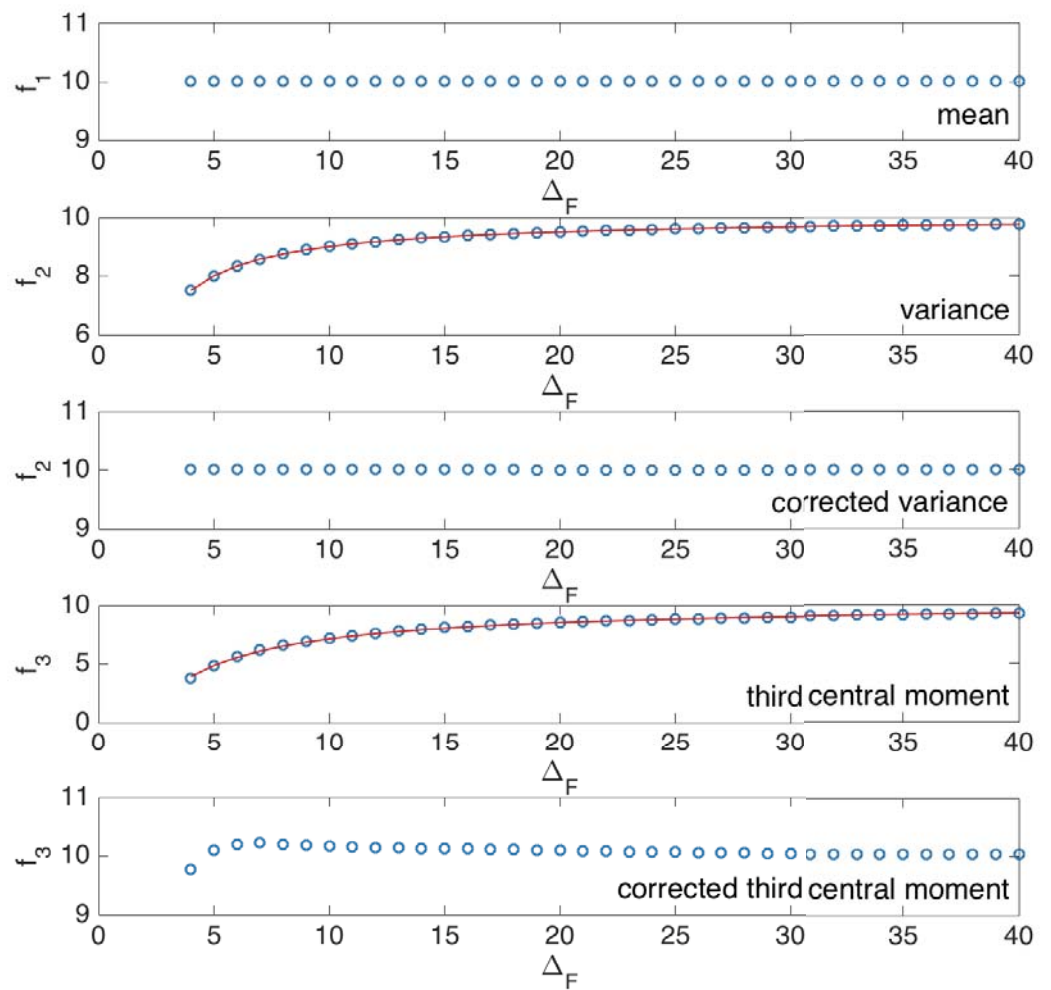 11
f1 10
mean
9
0 5 10 15 20 25 30 35 40
ΔF
10
f2 8
variance
6
0 5 10 15 20 25 30 35 40
ΔF
11
f2 10
corrected variance
9
0 5 10 15 20 25 30 35 40
ΔF
10
f3 5
third central moment
0
0 5 10 15 20 25 30 35 40
ΔF
11
f3 10
corrected third central moment
9
0 5 10 15 20 25 30 35 40
ΔF